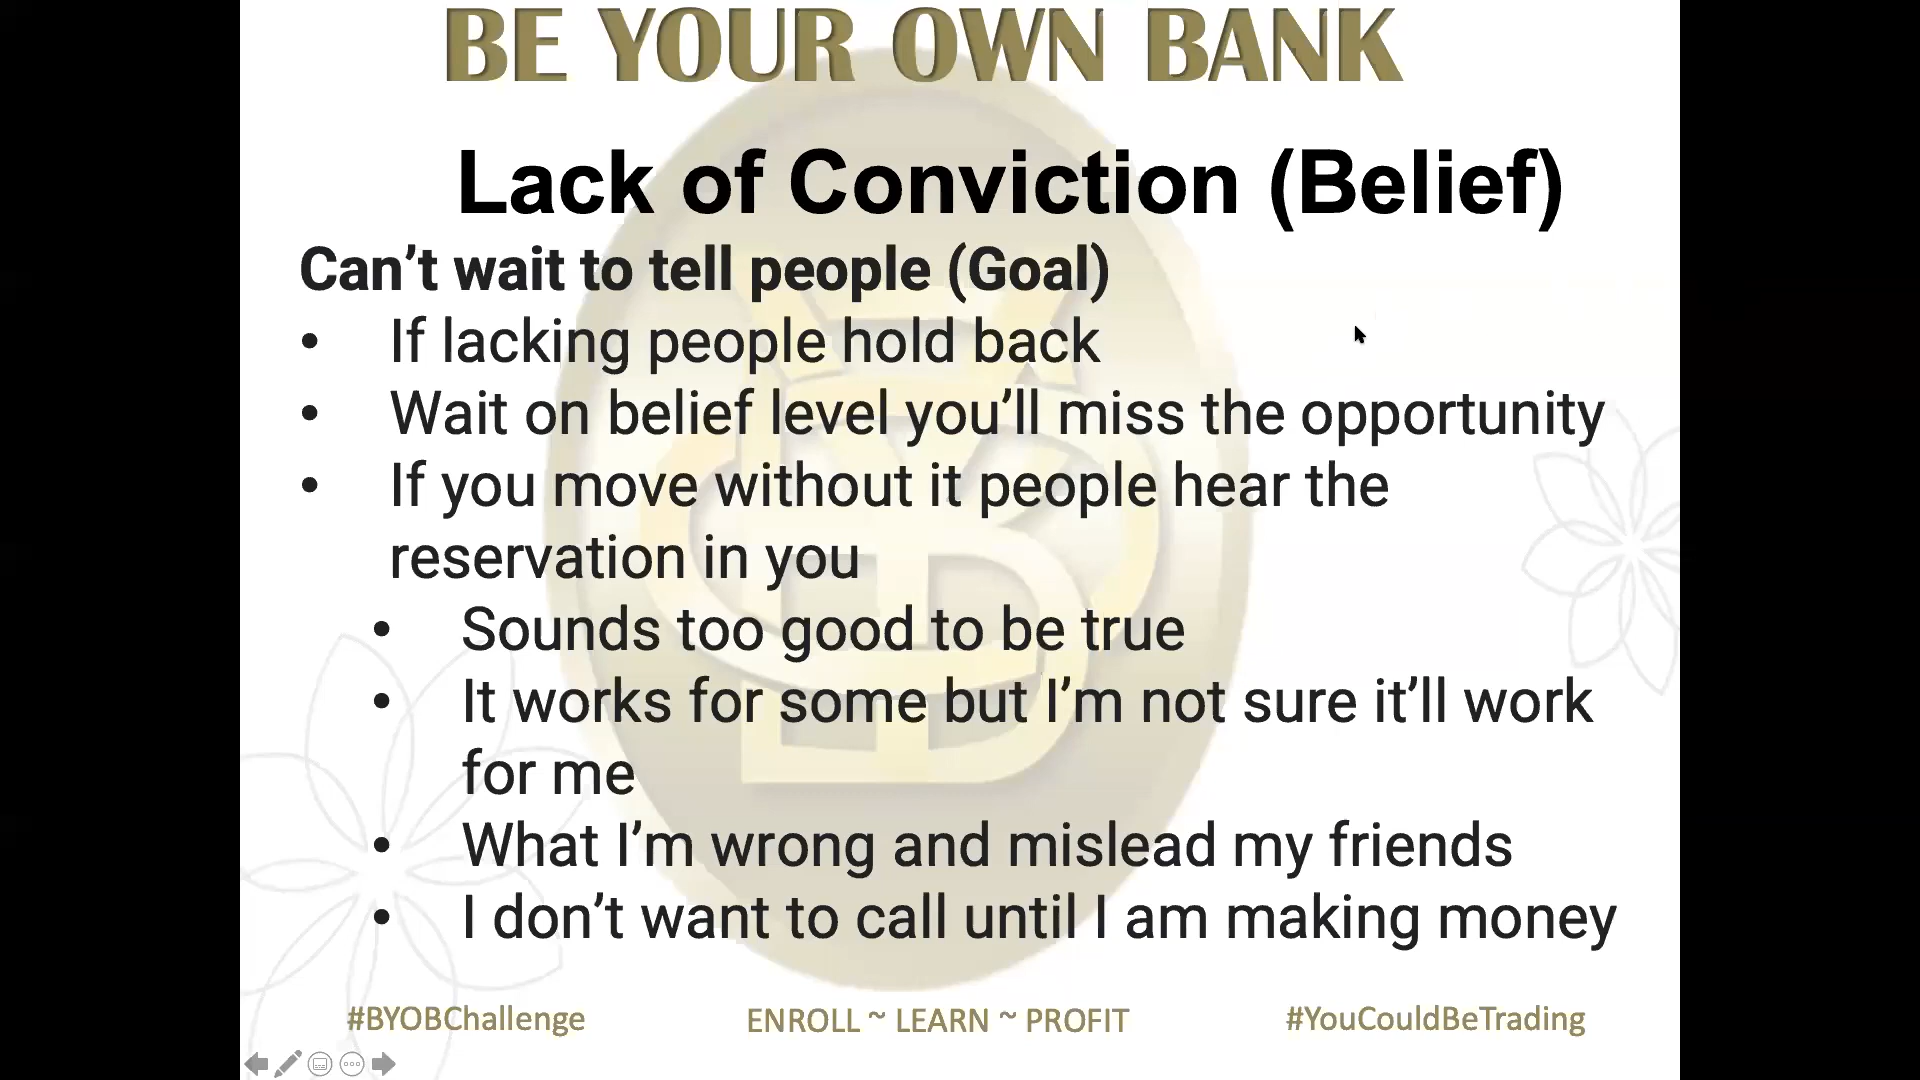 BE YOUR OWN BANK
Lack of Conviction (Belief)
Can’t wait to tell people (Goal)
• If lacking people hold back
• Wait on belief level you’ll miss the opportunity
• If you move without it people hear the
reservation in you
• Sounds too good to be true
• It works for some but I’m not sure it’ll work
for me
• What I’m wrong and mislead my friends
• I don’t want to call until I am making money
#BYOBChallenge
ENROLL ~ LEARN ~ PROFIT
#YouCouldBeTrading